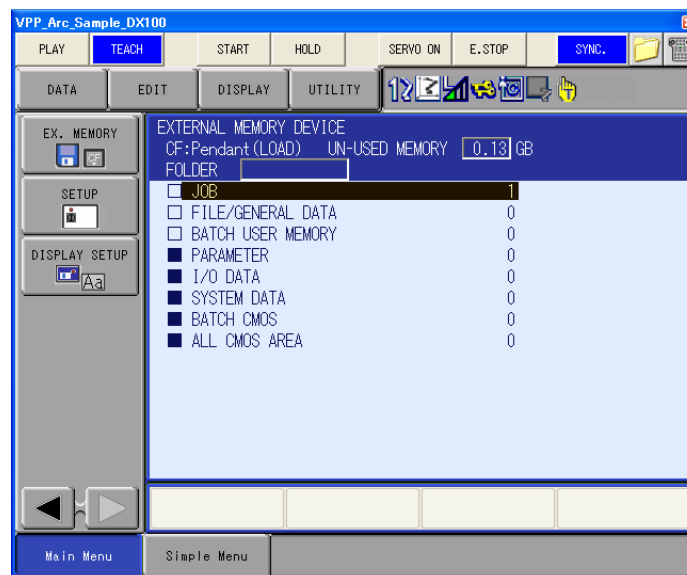 VPP_Arc_Sample_DX100
PLAY TEACH START HOLD SERVO ON E.STOP SYNC.
DATA EDIT DISPLAY UTILITY
EX. MEMORY
CF
SETUP
DISPLAY SETUP
Aa
EXTERNAL MEMORY DEVICE
CF:Pendant(LOAD) UN-USED MEMORY 0.13 GB
FOLDER
JOB 1
FILE/GENERAL DATA 0
BATCH USER MEMORY 0
PARAMETER 0
I/O DATA 0
SYSTEM DATA 0
BATCH CMOS 0
ALL CMOS AREA 0
Main Menu Simple Menu